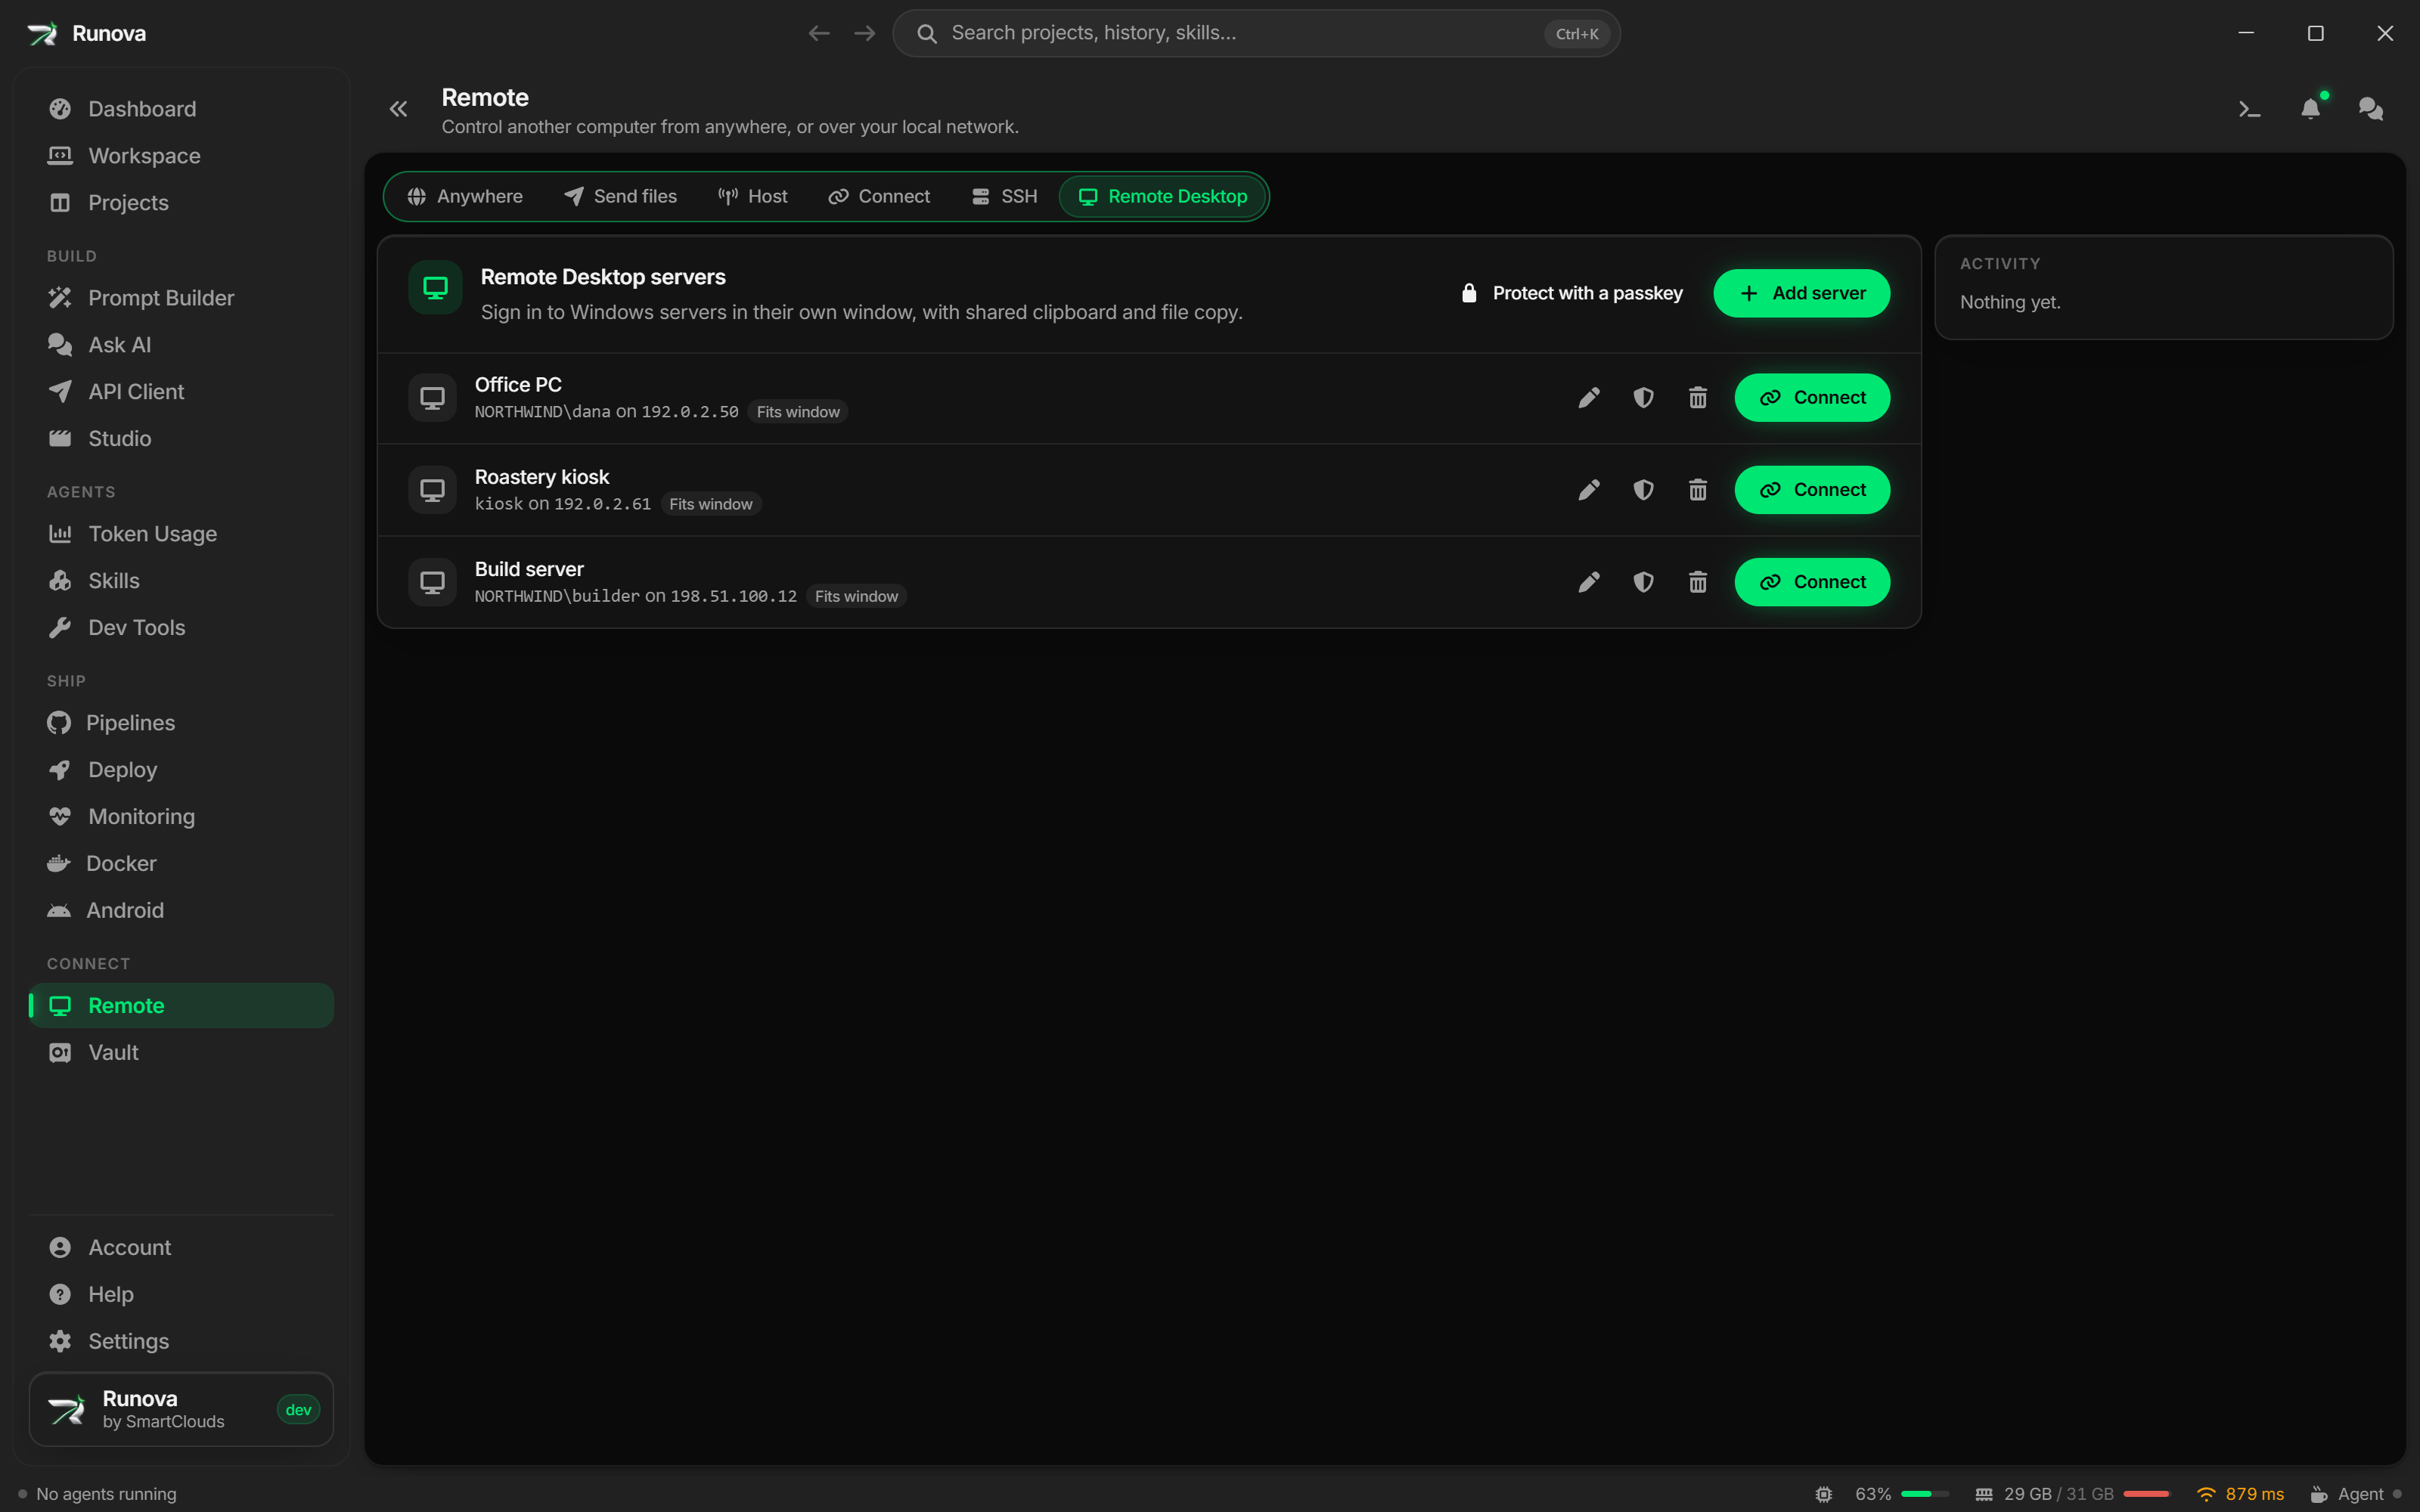 Runova
Search projects, history, skills...
Ctrl+K
Dashboard
Workspace
Projects
BUILD
Prompt Builder
Ask AI
API Client
Studio
AGENTS
Token Usage
Skills
Dev Tools
SHIP
Pipelines
Deploy
Monitoring
Docker
Android
CONNECT
Remote
Vault
Account
Help
Settings
Runova
by SmartClouds
dev
Remote
Control another computer from anywhere, or over your local network.
Anywhere
Send files
Host
Connect
SSH
Remote Desktop
Remote Desktop servers
Sign in to Windows servers in their own window, with shared clipboard and file copy.
Protect with a passkey
Add server
Office PC
NORTHWIND\dana on 192.0.2.50 Fits window
Connect
Roastery kiosk
kiosk on 192.0.2.61 Fits window
Connect
Build server
NORTHWIND\builder on 198.51.100.12 Fits window
Connect
ACTIVITY
Nothing yet.
No agents running
63%
29 GB / 31 GB
879 ms
Agent